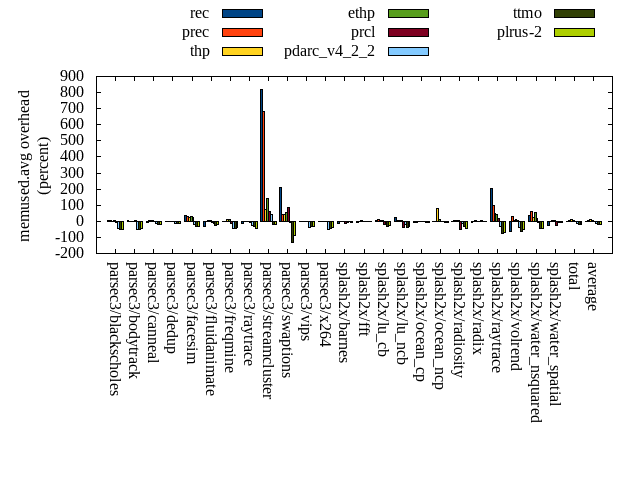 rec
ethp
ttmo
prec
prcl
plrus-2
thp
pdarc_v4_2_2
memused.avg overhead
(percent)
900
800
700
600
500
400
300
200
100
0
-100
-200
parsec3/blackscholes
parsec3/bodytrack
parsec3/canneal
parsec3/dedup
parsec3/facesim
parsec3/fluidanimate
parsec3/freqmine
parsec3/raytrace
parsec3/streamcluster
parsec3/swaptions
parsec3/vips
parsec3/x264
splash2x/barnes
splash2x/fft
splash2x/lu_cb
splash2x/lu_ncb
splash2x/ocean_cp
splash2x/ocean_ncp
splash2x/radiosity
splash2x/radix
splash2x/raytrace
splash2x/volrend
splash2x/water_nsquared
splash2x/water_spatial
total
average